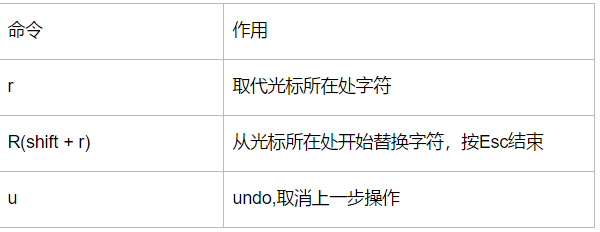 命令 作用
r 取代光标所在处字符
R(shift + r) 从光标所在处开始替换字符，按Esc结束
u undo,取消上一步操作